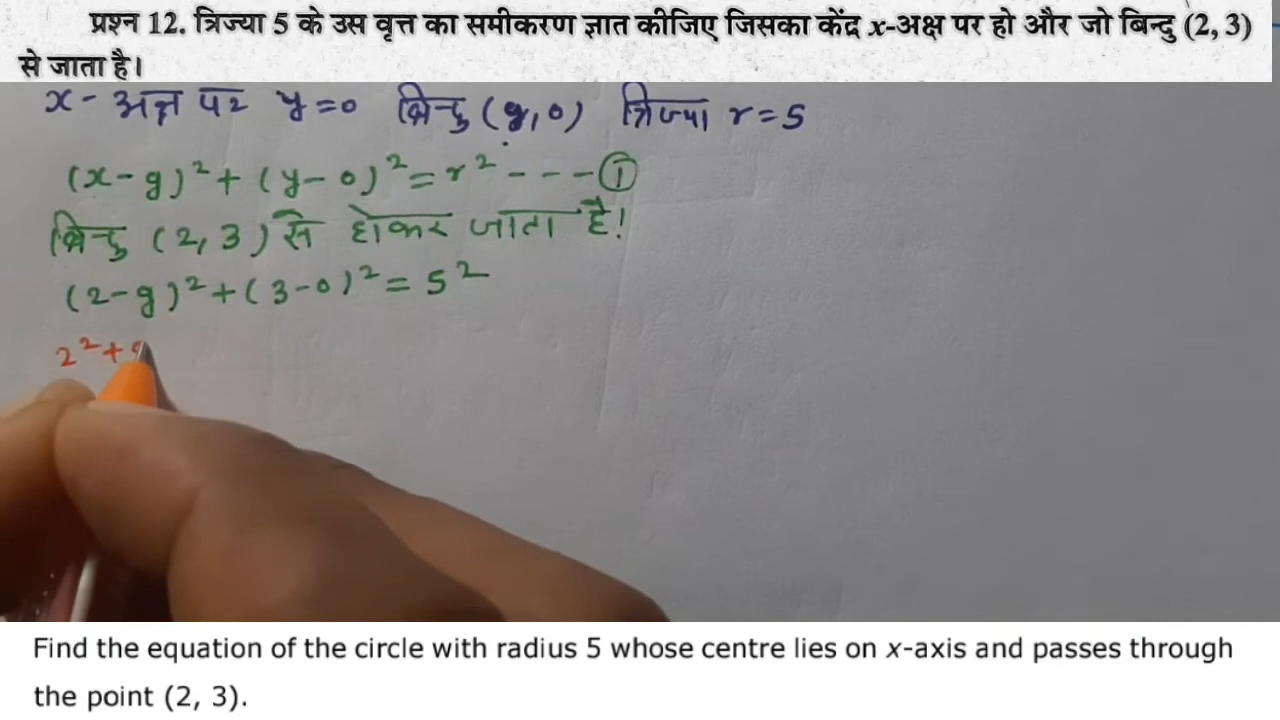 प्रश्न 12. त्रिज्या 5 के उस वृत्त का समीकरण ज्ञात कीजिए जिसका केंद्र x-अक्ष पर हो और जो बिन्दु (2, 3)
से जाता है।
x - अक्ष पर y = 0 बिन्दु (g, 0) त्रिज्या r = 5
(x - g)² + (y - 0)² = r² - - - ①
बिन्दु (2, 3) से होकर जाता है!
(2 - g)² + (3 - 0)² = 5²
2² +
Find the equation of the circle with radius 5 whose centre lies on x-axis and passes through
the point (2, 3).